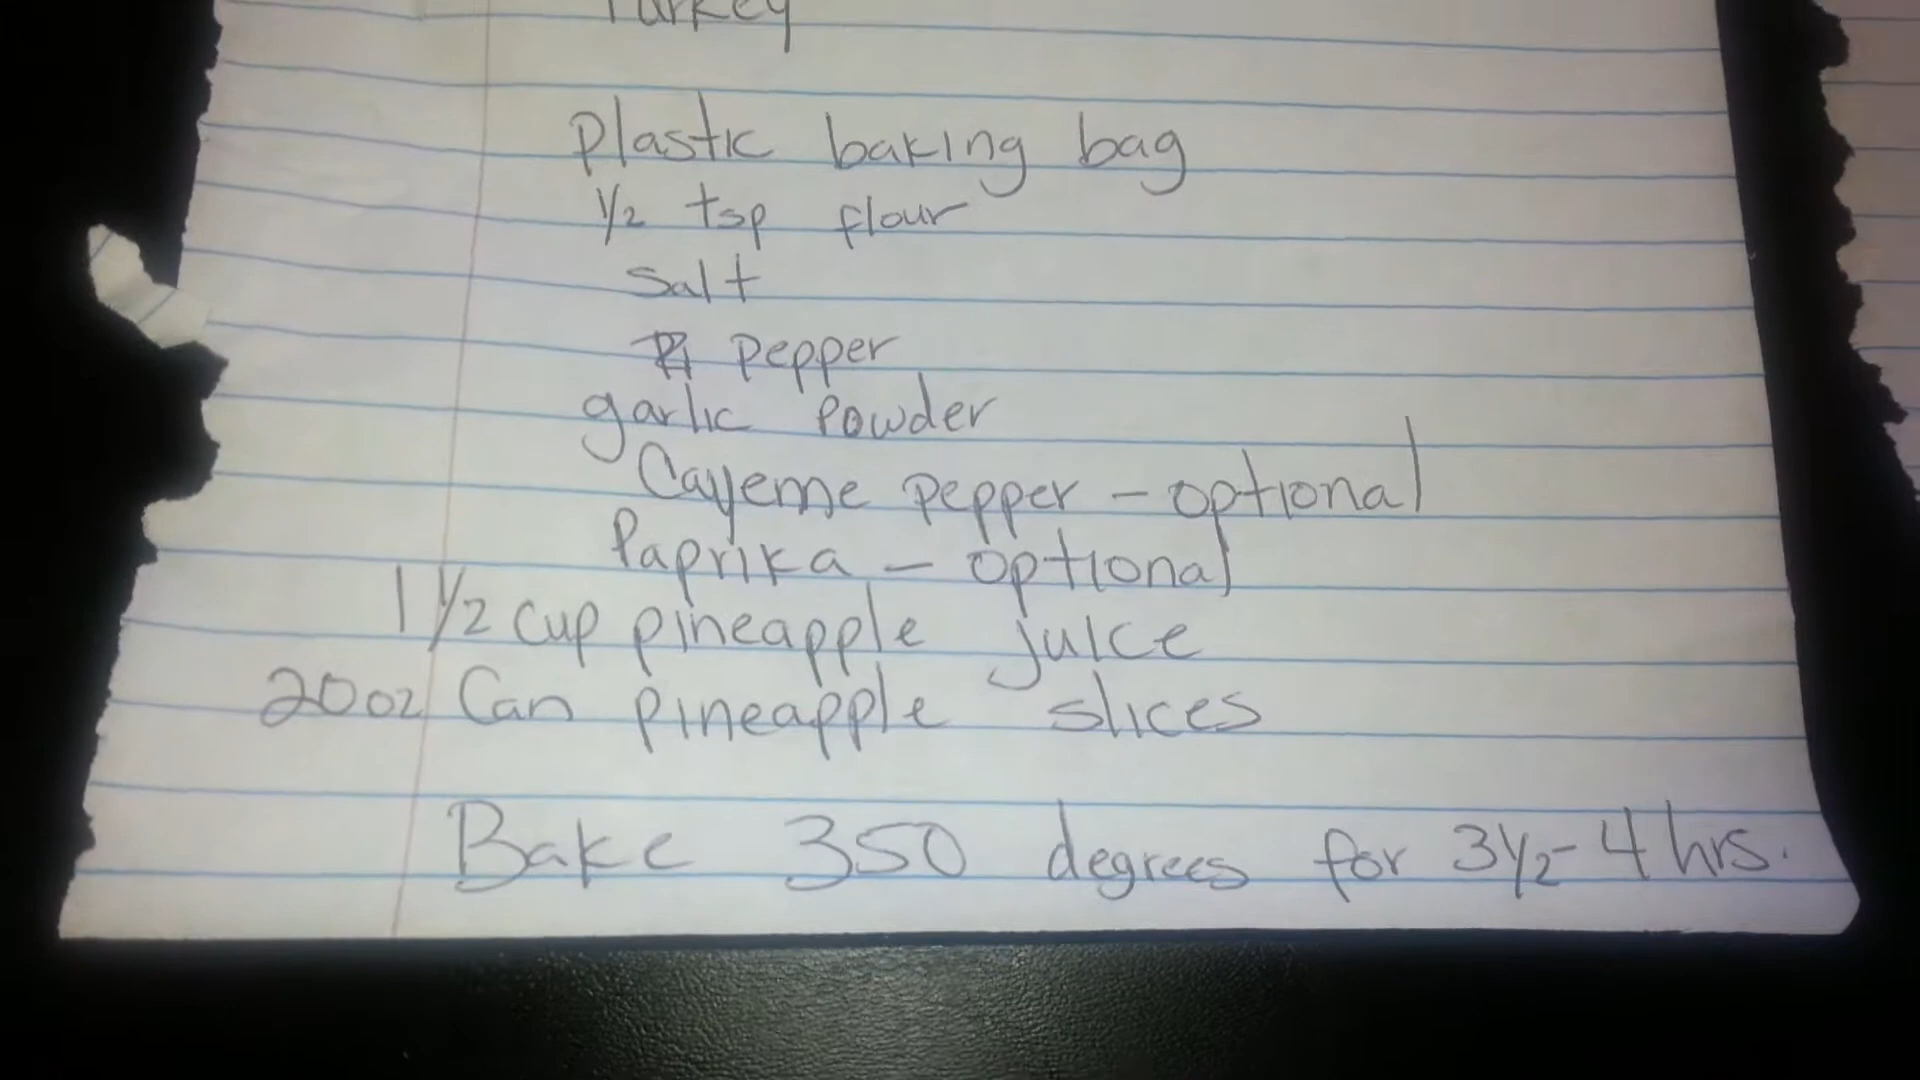 Turkey
Plastic baking bag
1/2 tsp flour
Salt
Pepper
garlic Powder
Cayenne pepper - optional
Paprika - optional
1 1/2 cup pineapple juice
20oz Can pineapple slices
Bake 350 degrees for 3 1/2 - 4 hrs.